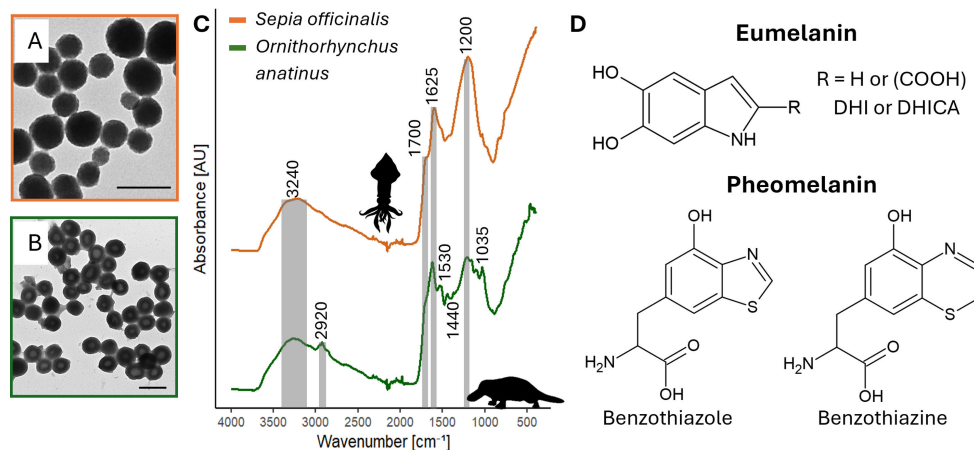 A
B
C
Sepia officinalis
Ornithorhynchus
anatinus
3240
2920
1700
1625
1530
1440
1200
1035
Absorbance [AU]
4000 3500 3000 2500 2000 1500 1000 500
Wavenumber [cm⁻¹]
D
Eumelanin
HO
HO
NH
R
R = H or (COOH)
DHI or DHICA
Pheomelanin
OH
N
S
H₂N
O
OH
Benzothiazole
OH
N
S
H₂N
O
OH
Benzothiazine